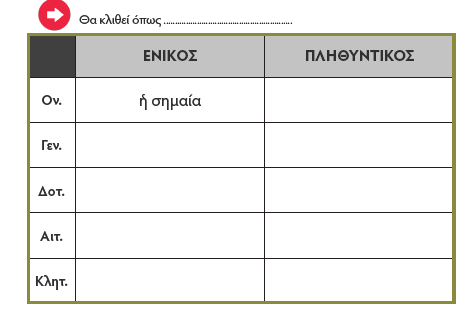 Θα κλιθεί όπως ..........................................................
ΕΝΙΚΟΣ ΠΛΗΘΥΝΤΙΚΟΣ
Ον. ἡ σημαία
Γεν.
Δοτ.
Αιτ.
Κλητ.